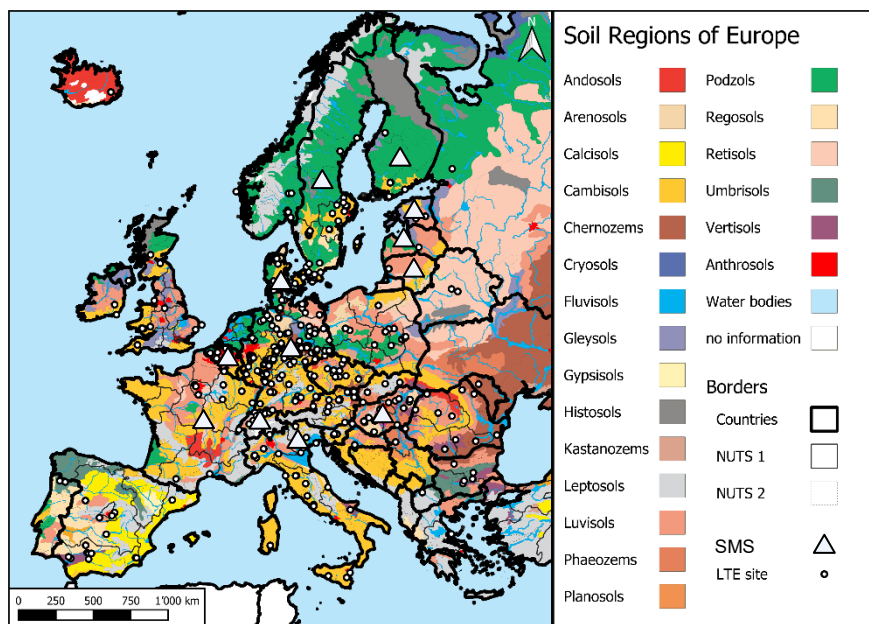 N
Soil Regions of Europe
Andosols
Podzols
Arenosols
Regosols
Calcisols
Retisols
Cambisols
Umbrisols
Chernozems
Vertisols
Cryosols
Anthrosols
Fluvisols
Water bodies
Gleysols
no information
Gypsisols
Borders
Histosols
Countries
Kastanozems
NUTS 1
Leptosols
NUTS 2
Luvisols
SMS
Phaeozems
LTE site
Planosols
0 250 500 750 1'000 km